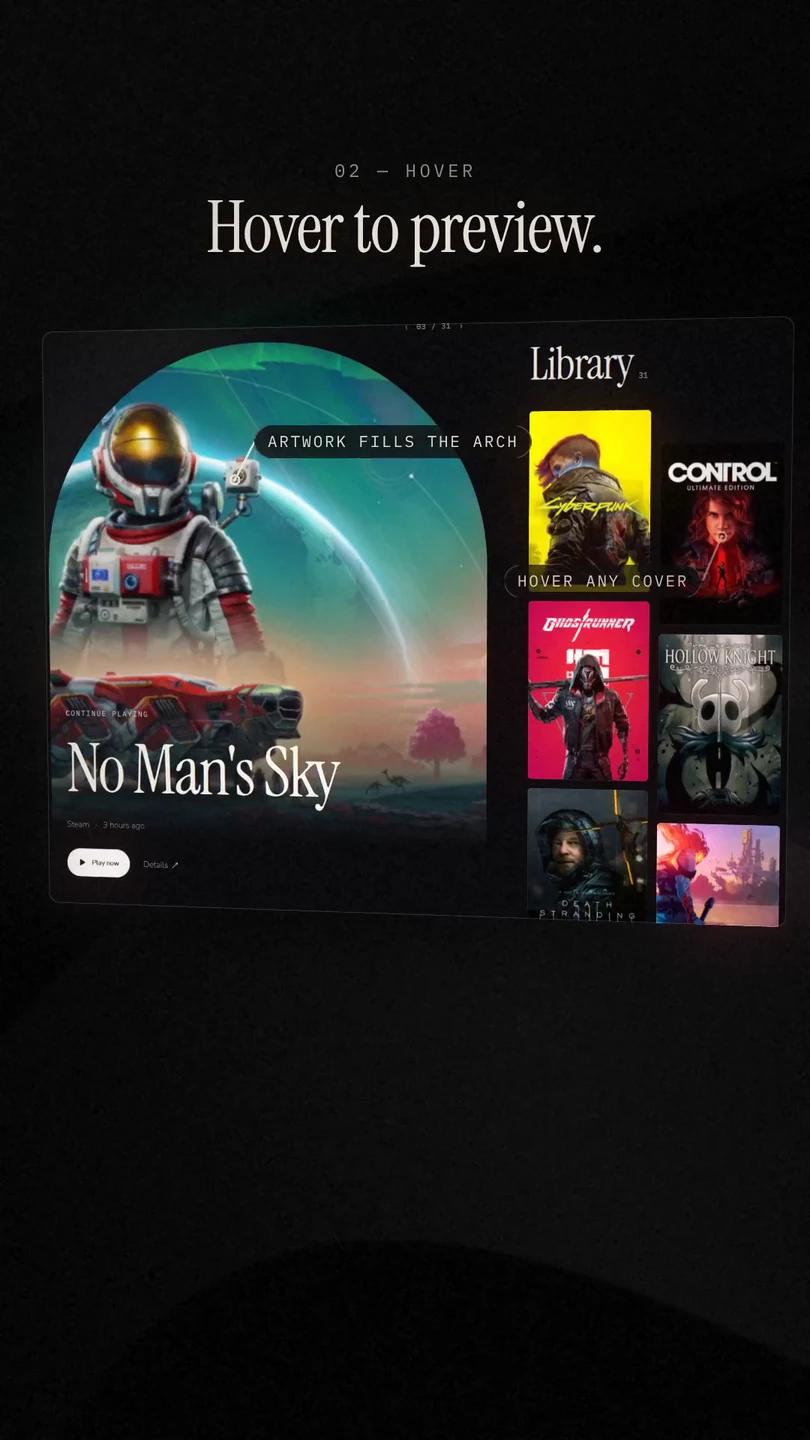 02 — HOVER
Hover to preview.
03 / 31
Library 31
ARTWORK FILLS THE ARCH
CYBERPUNK
CONTROL
ULTIMATE EDITION
HOVER ANY COVER
GHOSTRUNNER
HOLLOW KNIGHT
CONTINUE PLAYING
No Man's Sky
Steam · 3 hours ago
Play now
Details ↗
DEATH
STRANDING